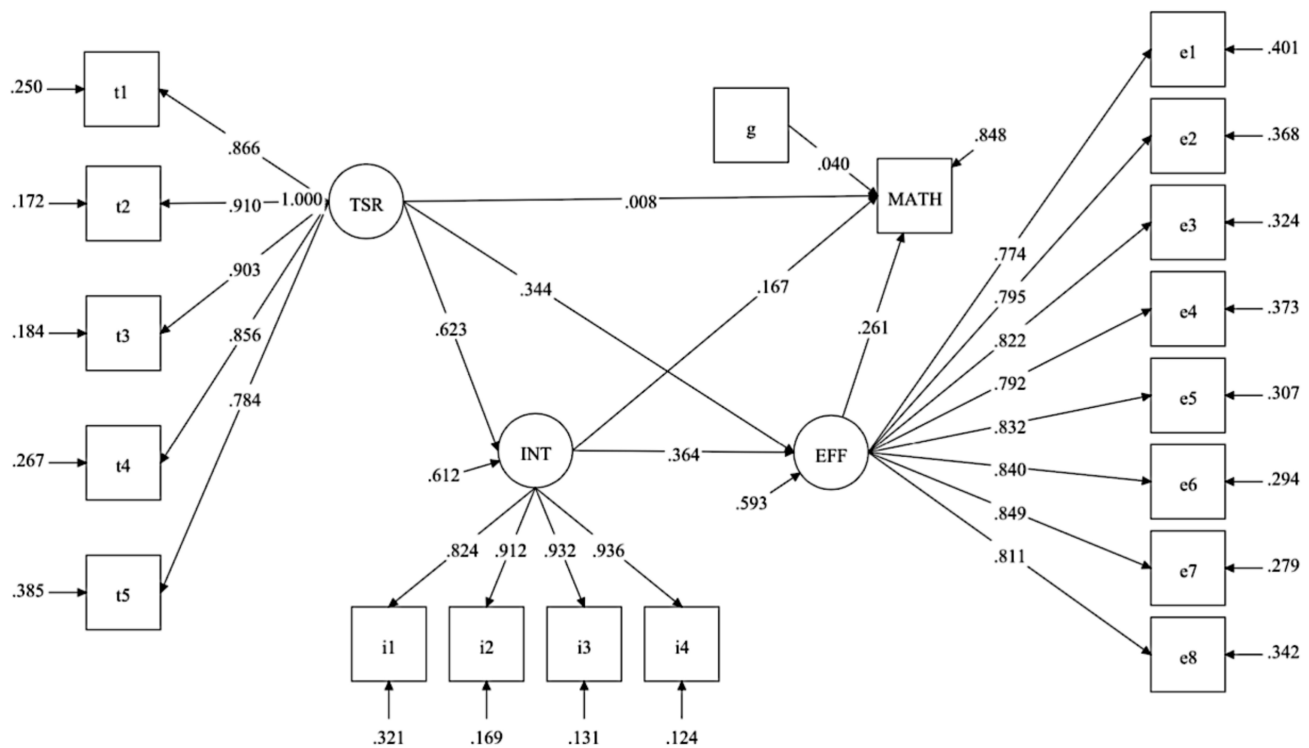 .250
t1
.866
.172
t2
.910
1.000
TSR
.184
t3
.903
.267
t4
.856
.385
t5
.784
g
.040
.848
MATH
.008
.344
.623
.167
.261
INT
.612
.364
EFF
.593
.824
.912
.932
.936
i1
i2
i3
i4
.321
.169
.131
.124
.774
e1
.401
.795
e2
.368
.822
e3
.324
.792
e4
.373
.832
e5
.307
.840
e6
.294
.849
e7
.279
.811
e8
.342